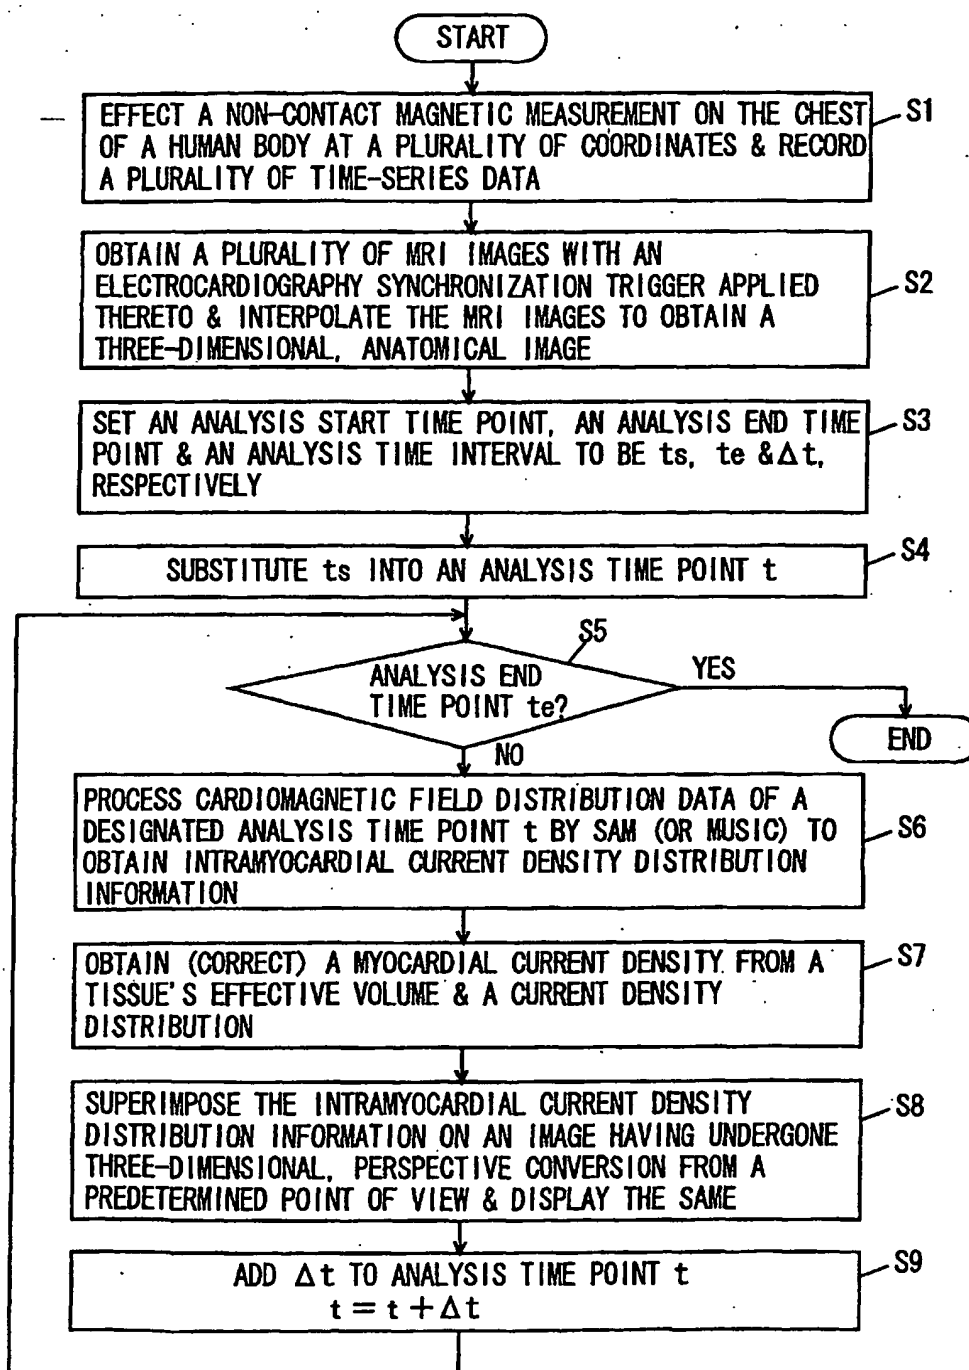 START
EFFECT A NON-CONTACT MAGNETIC MEASUREMENT ON THE CHEST
OF A HUMAN BODY AT A PLURALITY OF COORDINATES & RECORD
A PLURALITY OF TIME-SERIES DATA
S1
OBTAIN A PLURALITY OF MRI IMAGES WITH AN
ELECTROCARDIOGRAPHY SYNCHRONIZATION TRIGGER APPLIED
THERETO & INTERPOLATE THE MRI IMAGES TO OBTAIN A
THREE-DIMENSIONAL, ANATOMICAL IMAGE
S2
SET AN ANALYSIS START TIME POINT, AN ANALYSIS END TIME
POINT & AN ANALYSIS TIME INTERVAL TO BE ts, te &Δt,
RESPECTIVELY
S3
SUBSTITUTE ts INTO AN ANALYSIS TIME POINT t
S4
S5
ANALYSIS END
TIME POINT te?
YES
END
NO
PROCESS CARDIOMAGNETIC FIELD DISTRIBUTION DATA OF A
DESIGNATED ANALYSIS TIME POINT t BY SAM (OR MUSIC) TO
OBTAIN INTRAMYOCARDIAL CURRENT DENSITY DISTRIBUTION
INFORMATION
S6
OBTAIN (CORRECT) A MYOCARDIAL CURRENT DENSITY FROM A
TISSUE'S EFFECTIVE VOLUME & A CURRENT DENSITY
DISTRIBUTION
S7
SUPERIMPOSE THE INTRAMYOCARDIAL CURRENT DENSITY
DISTRIBUTION INFORMATION ON AN IMAGE HAVING UNDERGONE
THREE-DIMENSIONAL, PERSPECTIVE CONVERSION FROM A
PREDETERMINED POINT OF VIEW & DISPLAY THE SAME
S8
ADD Δt TO ANALYSIS TIME POINT t
t = t + Δt
S9